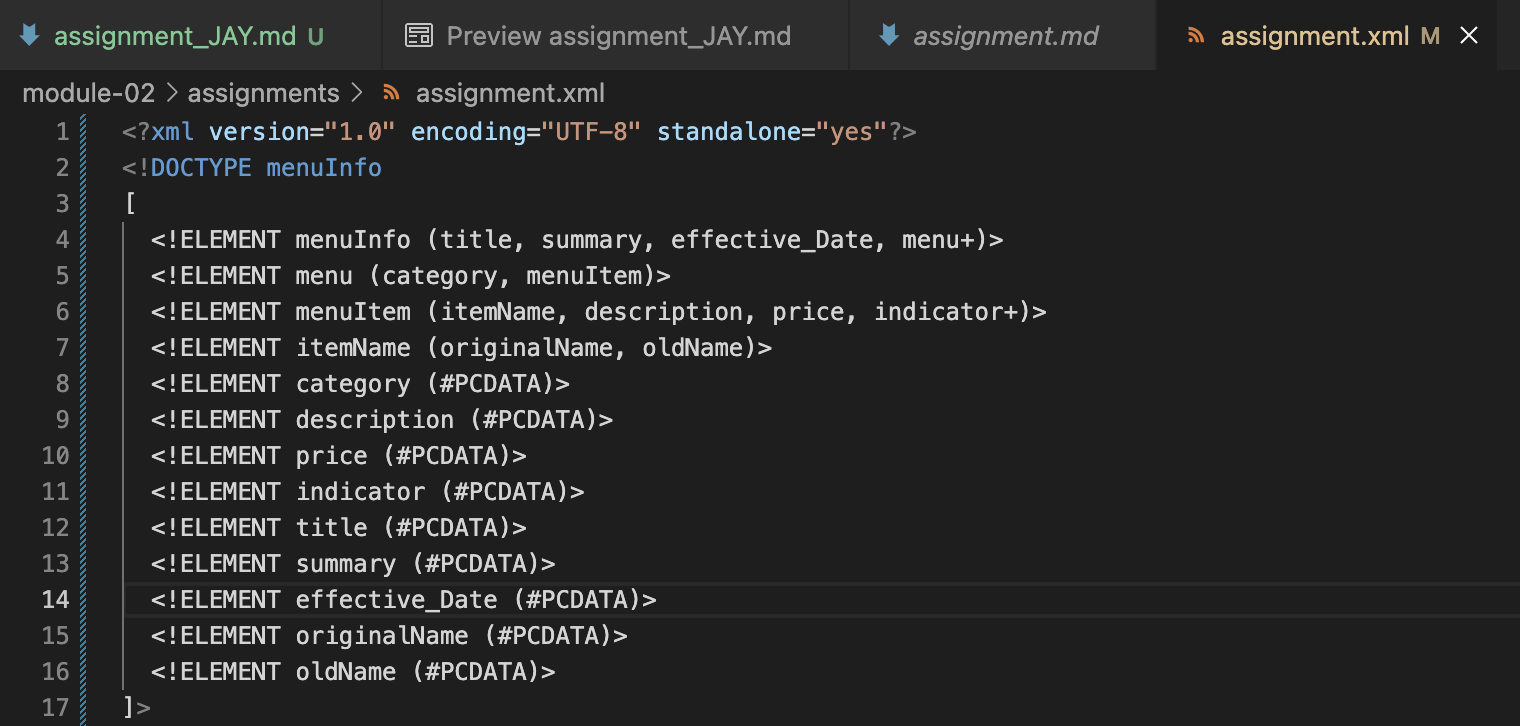 assignment_JAY.md U Preview assignment_JAY.md assignment.md assignment.xml M
module-02 > assignments > assignment.xml
1 <?xml version="1.0" encoding="UTF-8" standalone="yes"?>
2 <!DOCTYPE menuInfo
3 [
4 <!ELEMENT menuInfo (title, summary, effective_Date, menu+)>
5 <!ELEMENT menu (category, menuItem)>
6 <!ELEMENT menuItem (itemName, description, price, indicator+)>
7 <!ELEMENT itemName (originalName, oldName)>
8 <!ELEMENT category (#PCDATA)>
9 <!ELEMENT description (#PCDATA)>
10 <!ELEMENT price (#PCDATA)>
11 <!ELEMENT indicator (#PCDATA)>
12 <!ELEMENT title (#PCDATA)>
13 <!ELEMENT summary (#PCDATA)>
14 <!ELEMENT effective_Date (#PCDATA)>
15 <!ELEMENT originalName (#PCDATA)>
16 <!ELEMENT oldName (#PCDATA)>
17 ]>